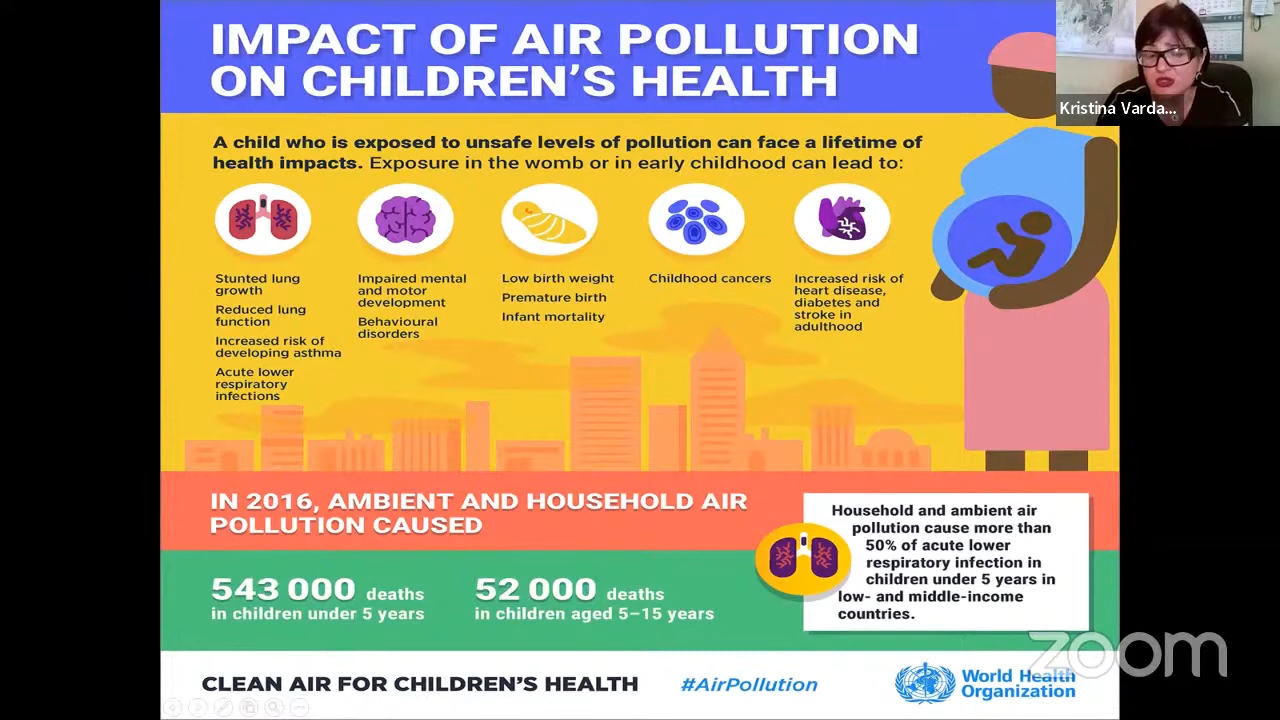 IMPACT OF AIR POLLUTION
ON CHILDREN'S HEALTH
Kristina Varda...
A child who is exposed to unsafe levels of pollution can face a lifetime of
health impacts. Exposure in the womb or in early childhood can lead to:
Stunted lung
growth
Reduced lung
function
Increased risk of
developing asthma
Acute lower
respiratory
infections
Impaired mental
and motor
development
Behavioural
disorders
Low birth weight
Premature birth
Infant mortality
Childhood cancers
Increased risk of
heart disease,
diabetes and
stroke in
adulthood
IN 2016, AMBIENT AND HOUSEHOLD AIR
POLLUTION CAUSED
543 000 deaths
in children under 5 years
52 000 deaths
in children aged 5–15 years
Household and ambient air
pollution cause more than
50% of acute lower
respiratory infection in
children under 5 years in
low- and middle-income
countries.
zoom
CLEAN AIR FOR CHILDREN'S HEALTH
#AirPollution
World Health
Organization